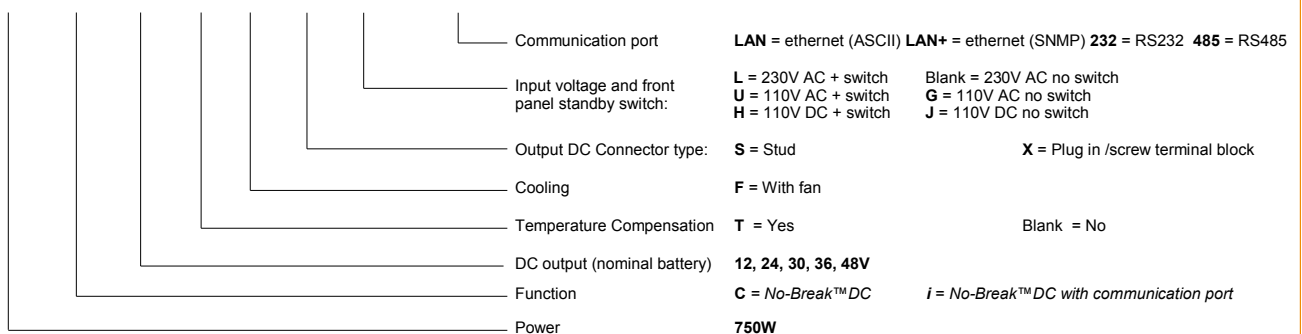 Communication port LAN = ethernet (ASCII) LAN+ = ethernet (SNMP) 232 = RS232 485 = RS485
Input voltage and front panel standby switch:
L = 230V AC + switch Blank = 230V AC no switch
U = 110V AC + switch G = 110V AC no switch
H = 110V DC + switch J = 110V DC no switch
Output DC Connector type: S = Stud X = Plug in /screw terminal block
Cooling F = With fan
Temperature Compensation T = Yes Blank = No
DC output (nominal battery) 12, 24, 30, 36, 48V
Function C = No-Break™DC i = No-Break™DC with communication port
Power 750W